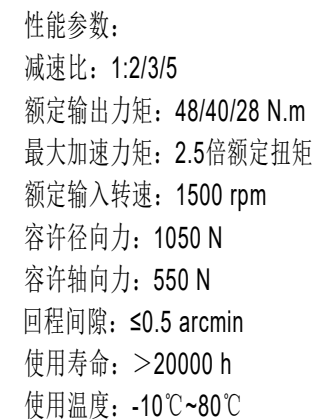 性能参数：
减速比：1:2/3/5
额定输出力矩：48/40/28 N.m
最大加速力矩：2.5倍额定扭矩
额定输入转速：1500 rpm
容许径向力：1050 N
容许轴向力：550 N
回程间隙：≤0.5 arcmin
使用寿命：＞20000 h
使用温度：-10℃~80℃